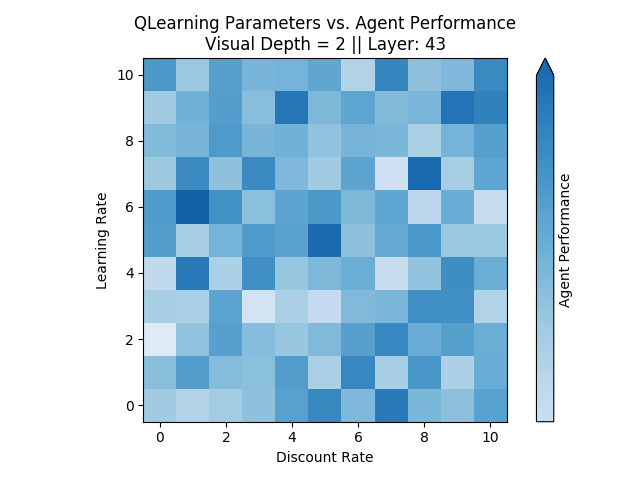 QLearning Parameters vs. Agent Performance
Visual Depth = 2 || Layer: 43
10
8
6
4
2
0
Learning Rate
0 2 4 6 8 10
Discount Rate
Agent Performance